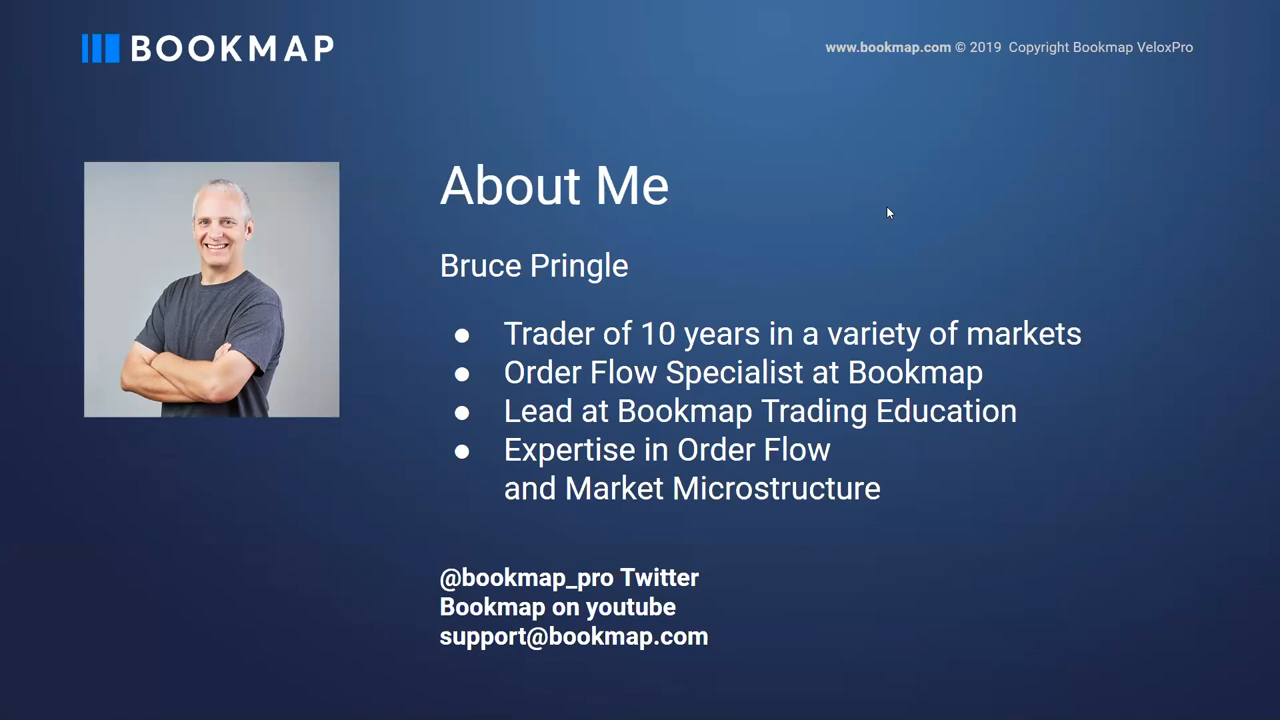 BOOKMAP
www.bookmap.com © 2019 Copyright Bookmap VeloxPro
About Me
Bruce Pringle
● Trader of 10 years in a variety of markets
● Order Flow Specialist at Bookmap
● Lead at Bookmap Trading Education
● Expertise in Order Flow
and Market Microstructure
@bookmap_pro Twitter
Bookmap on youtube
support@bookmap.com